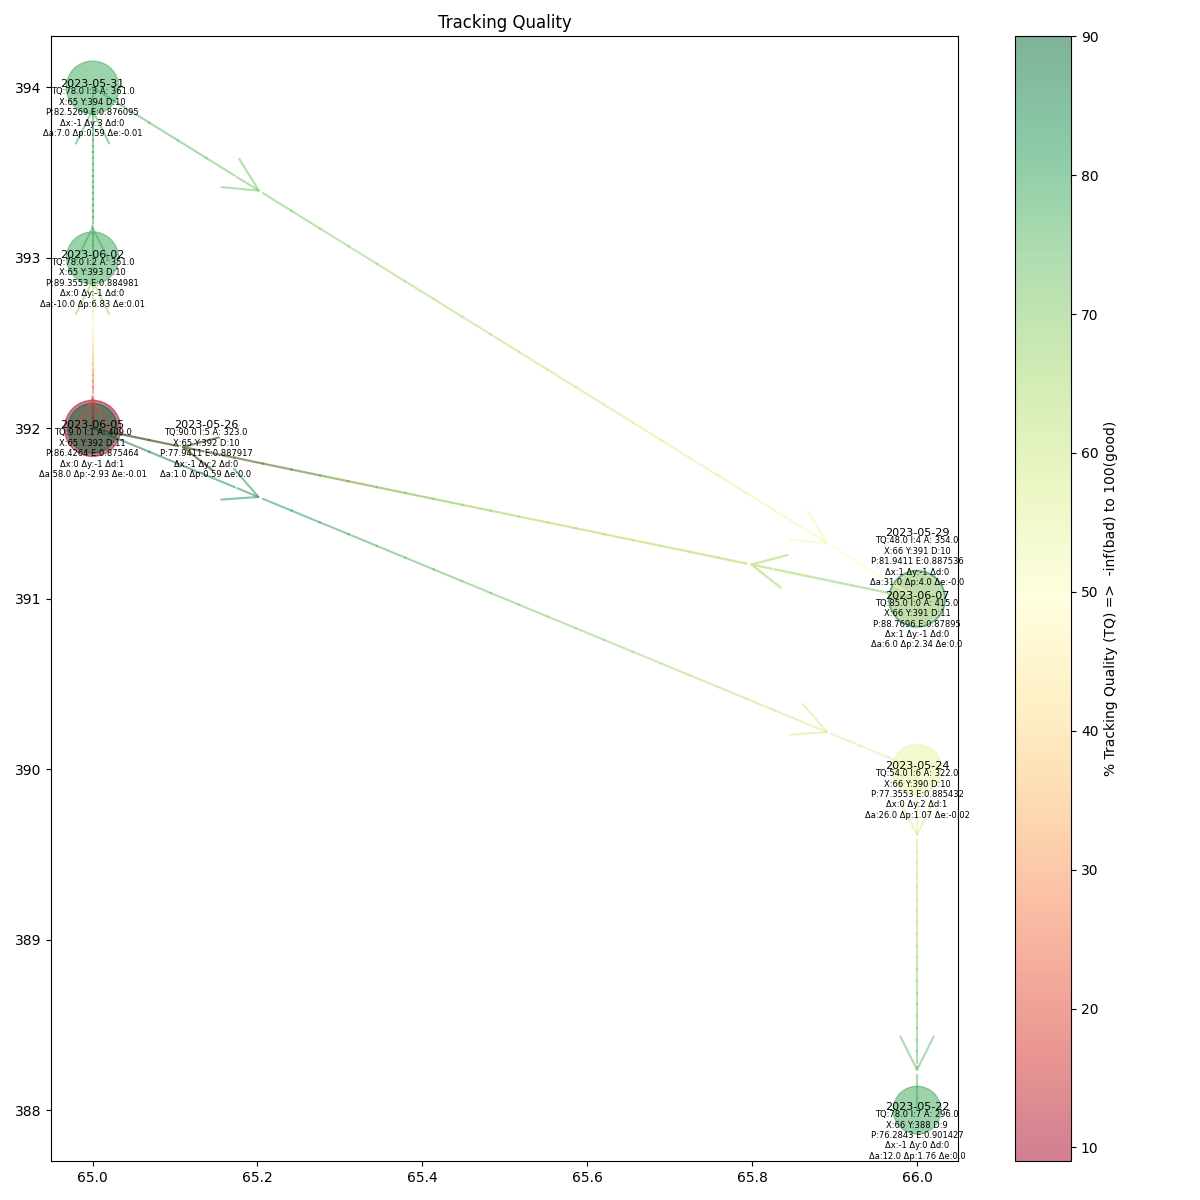 Tracking Quality
394
393
392
391
390
389
388
65.0
65.2
65.4
65.6
65.8
66.0
2023-05-31
TQ:78.0 I:3 A: 361.0
X:65 Y:394 D:10
P:82.5269 E:0.876095
Δx:-1 Δy:3 Δd:0
Δa:7.0 Δp:0.59 Δe:-0.01
2023-06-02
TQ:78.0 I:2 A: 351.0
X:65 Y:393 D:10
P:89.3553 E:0.884981
Δx:0 Δy:-1 Δd:0
Δa:-10.0 Δp:6.83 Δe:0.01
2023-06-05
TQ:9.0 I:1 A: 409.0
X:65 Y:392 D:11
P:86.4264 E:0.875464
Δx:0 Δy:-1 Δd:1
Δa:58.0 Δp:-2.93 Δe:-0.01
2023-05-26
TQ:90.0 I:5 A: 323.0
X:65 Y:392 D:10
P:77.9411 E:0.887917
Δx:-1 Δy:2 Δd:0
Δa:1.0 Δp:0.59 Δe:0.0
2023-05-29
TQ:48.0 I:4 A: 354.0
X:66 Y:391 D:10
P:81.9411 E:0.887536
Δx:1 Δy:-1 Δd:0
Δa:31.0 Δp:4.0 Δe:-0.0
2023-06-07
TQ:85.0 I:0 A: 415.0
X:66 Y:391 D:11
P:88.7696 E:0.87895
Δx:1 Δy:-1 Δd:0
Δa:6.0 Δp:2.34 Δe:0.0
2023-05-24
TQ:54.0 I:6 A: 322.0
X:66 Y:390 D:10
P:77.3553 E:0.885432
Δx:0 Δy:2 Δd:1
Δa:26.0 Δp:1.07 Δe:-0.02
2023-05-22
TQ:78.0 I:7 A: 296.0
X:66 Y:388 D:9
P:76.2843 E:0.901427
Δx:-1 Δy:0 Δd:0
Δa:12.0 Δp:1.76 Δe:0.0
90
80
70
60
50
40
30
20
10
% Tracking Quality (TQ) => -inf(bad) to 100(good)